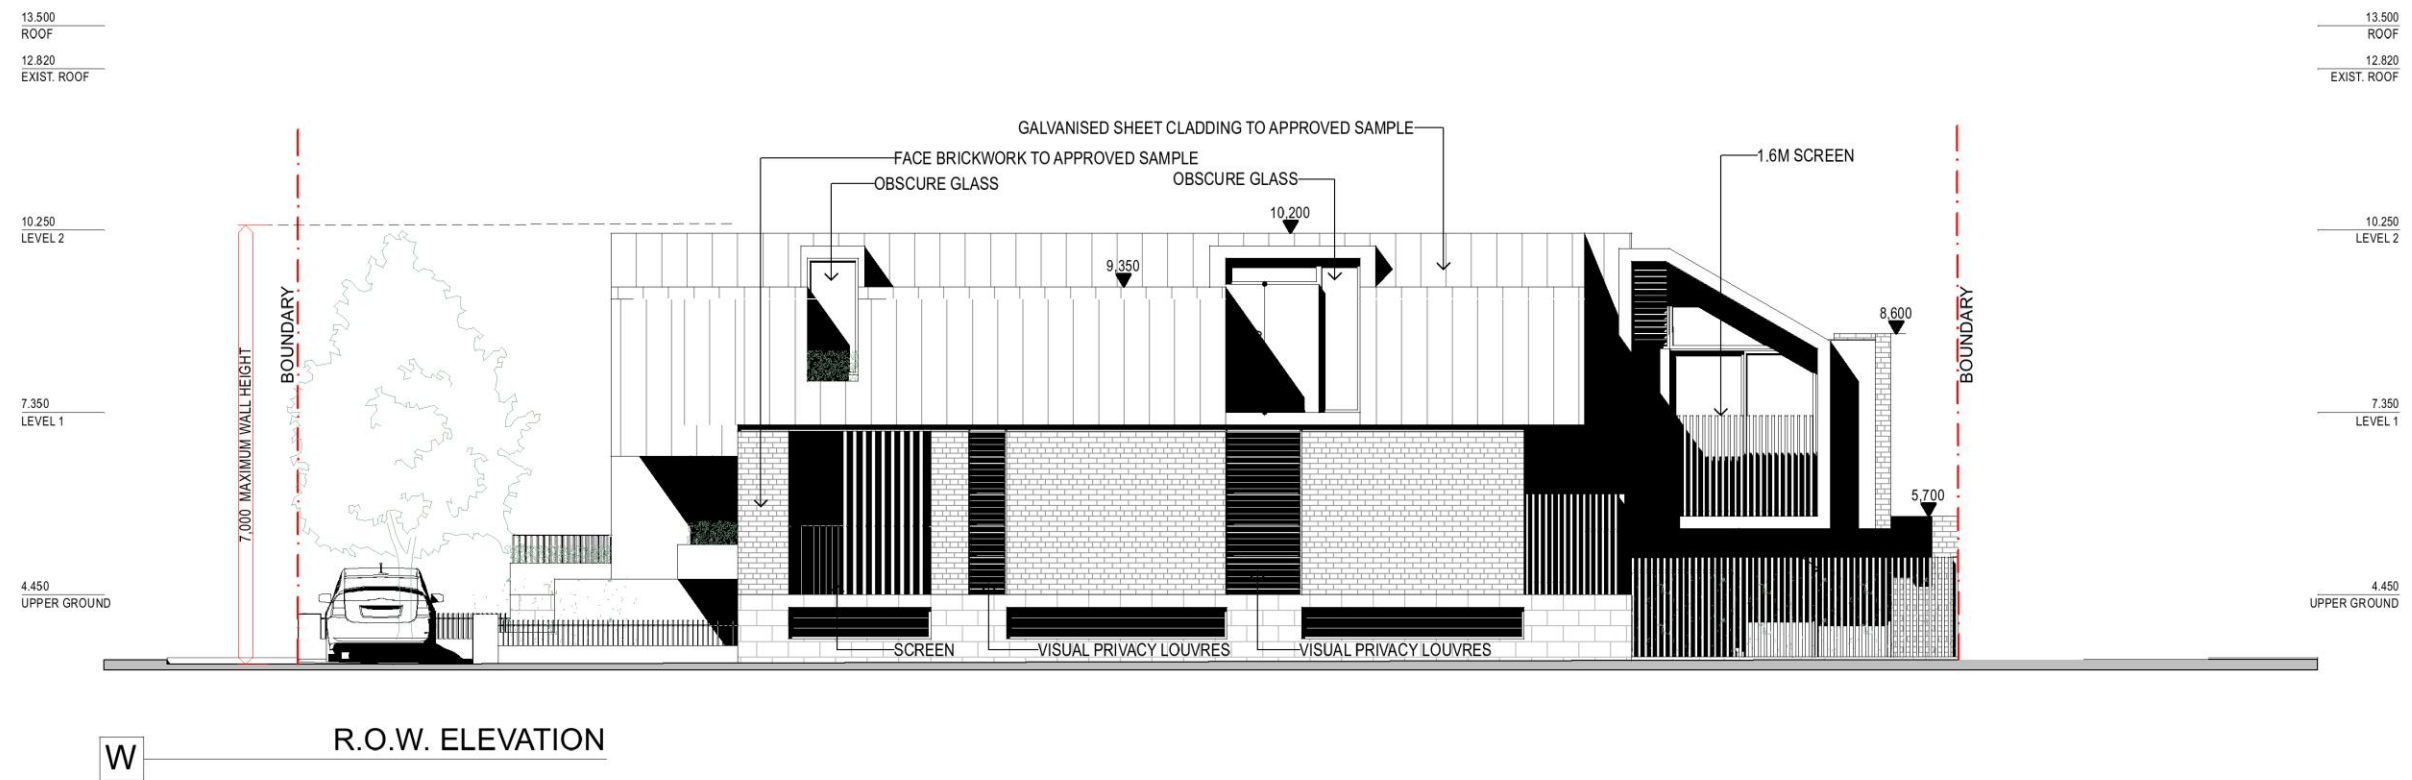 13.500
ROOF
13.500
ROOF
12.820
EXIST. ROOF
12.820
EXIST. ROOF
GALVANISED SHEET CLADDING TO APPROVED SAMPLE
FACE BRICKWORK TO APPROVED SAMPLE
1.6M SCREEN
OBSCURE GLASS
OBSCURE GLASS
10.250
LEVEL 2
10,200
10.250
LEVEL 2
9,350
BOUNDARY
BOUNDARY
8,600
7,000 MAXIMUM WALL HEIGHT
7.350
LEVEL 1
7.350
LEVEL 1
5,700
4.450
UPPER GROUND
4.450
UPPER GROUND
SCREEN
VISUAL PRIVACY LOUVRES
VISUAL PRIVACY LOUVRES
R.O.W. ELEVATION
W